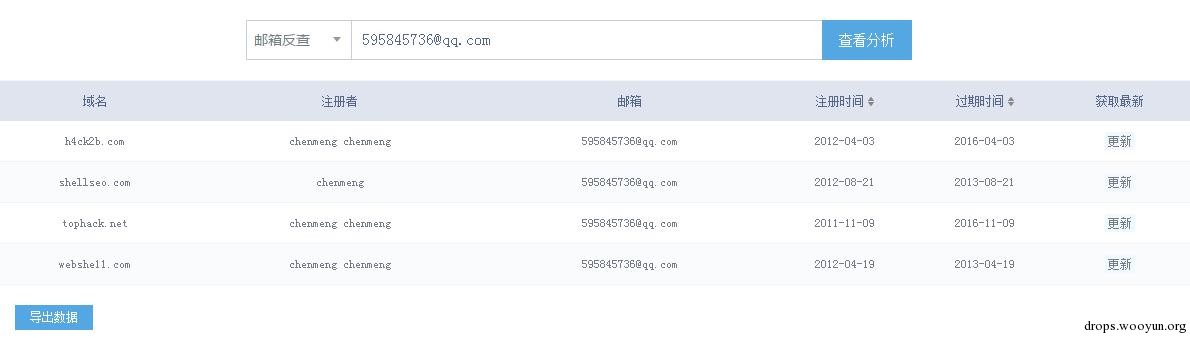 邮箱反查 595845736@qq.com 查看分析
域名 注册者 邮箱 注册时间 过期时间 获取最新
h4ck2b.com chenmeng chenmeng 595845736@qq.com 2012-04-03 2016-04-03 更新
shellseo.com chenmeng 595845736@qq.com 2012-08-21 2013-08-21 更新
tophack.net chenmeng chenmeng 595845736@qq.com 2011-11-09 2016-11-09 更新
webshell.com chenmeng chenmeng 595845736@qq.com 2012-04-19 2013-04-19 更新
导出数据
drops.wooyun.org